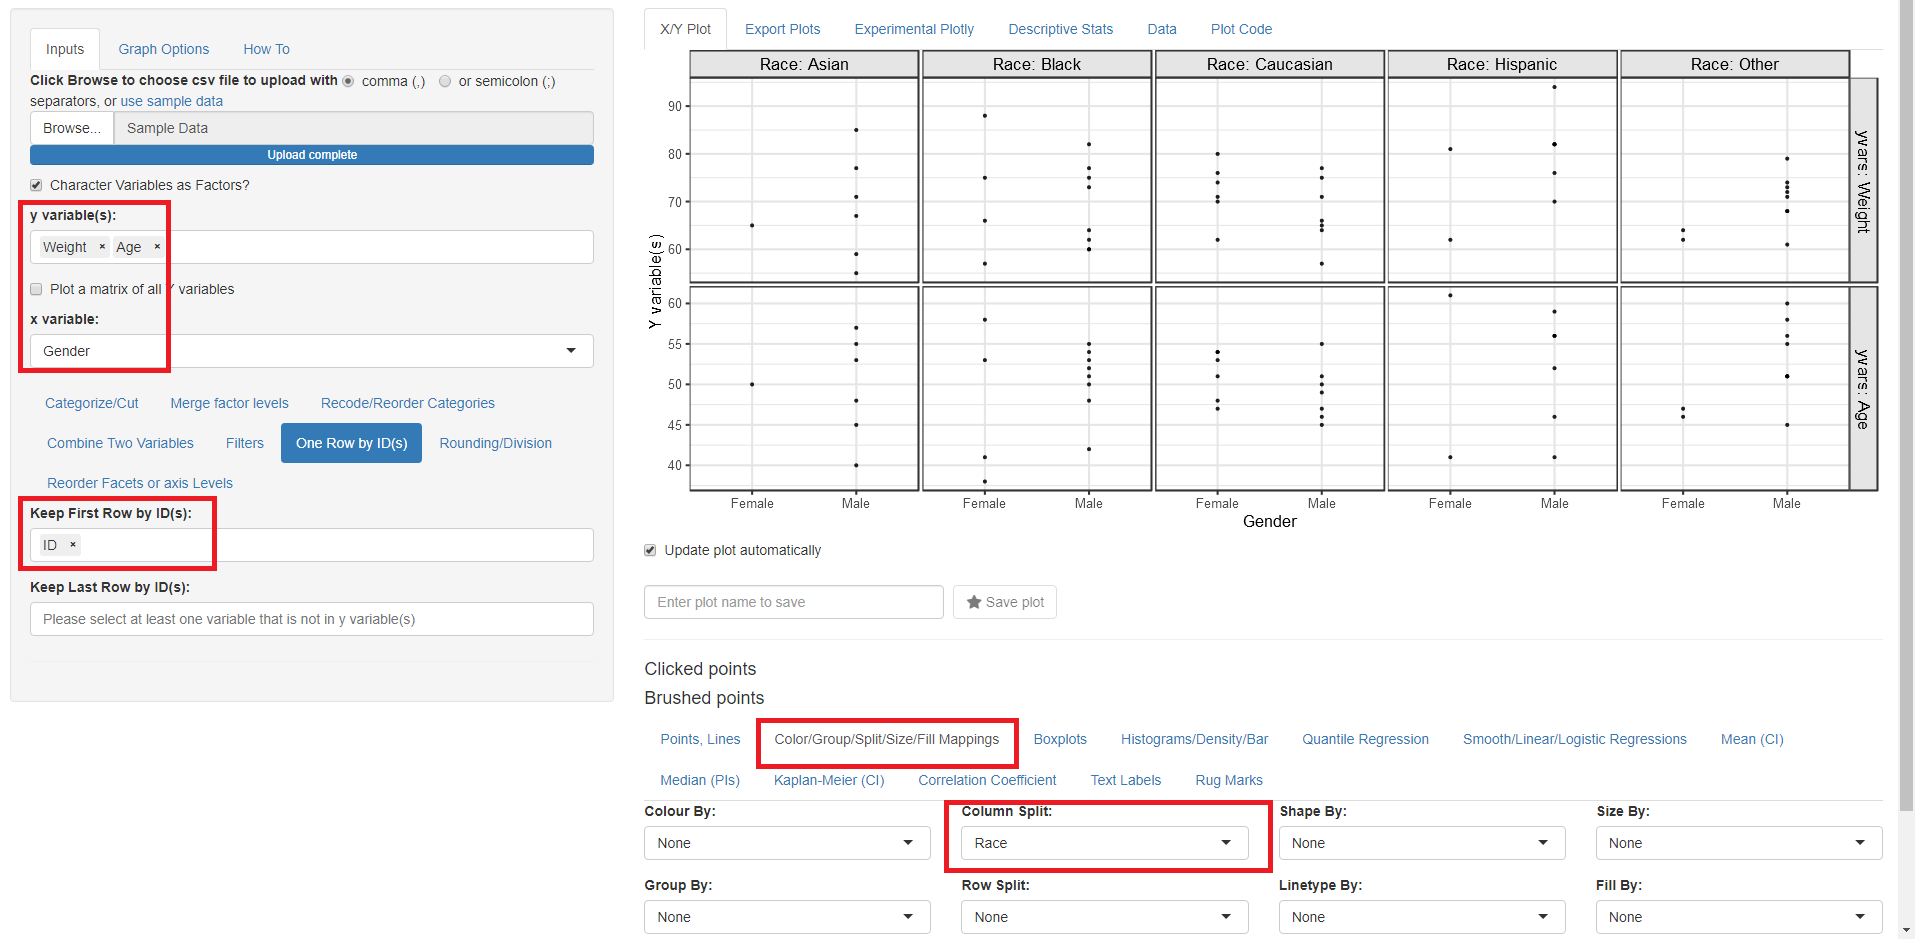 Inputs Graph Options How To
Click Browse to choose csv file to upload with comma (,) or semicolon (;)
separators, or use sample data
Browse... Sample Data
Upload complete
Character Variables as Factors?
y variable(s):
Weight × Age ×
Plot a matrix of all Y variables
x variable:
Gender
Categorize/Cut Merge factor levels Recode/Reorder Categories
Combine Two Variables Filters One Row by ID(s) Rounding/Division
Reorder Facets or axis Levels
Keep First Row by ID(s):
ID ×
Keep Last Row by ID(s):
Please select at least one variable that is not in y variable(s)
X/Y Plot Export Plots Experimental Plotly Descriptive Stats Data Plot Code
Race: Asian Race: Black Race: Caucasian Race: Hispanic Race: Other
90
80
70
60
yvars: Weight
Y variable(s)
60
55
50
45
40
yvars: Age
Female Male Female Male Female Male Female Male Female Male
Gender
Update plot automatically
Enter plot name to save Save plot
Clicked points
Brushed points
Points, Lines Color/Group/Split/Size/Fill Mappings Boxplots Histograms/Density/Bar Quantile Regression Smooth/Linear/Logistic Regressions Mean (CI)
Median (PIs) Kaplan-Meier (CI) Correlation Coefficient Text Labels Rug Marks
Colour By: Column Split: Shape By: Size By:
None Race None None
Group By: Row Split: Linetype By: Fill By:
None None None None